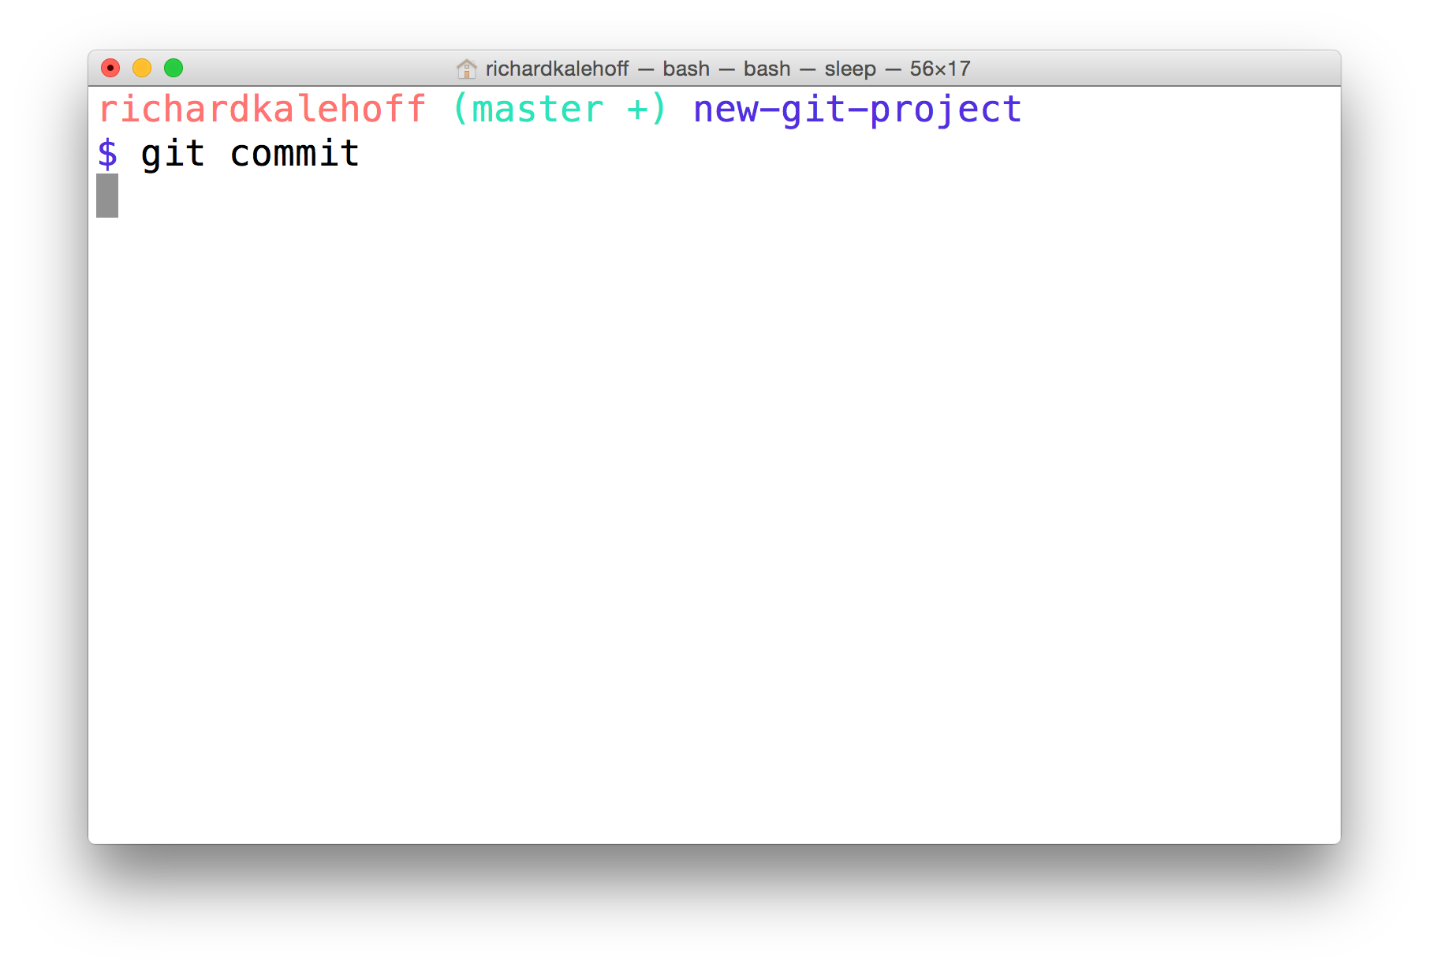 richardkalehoff — bash — bash — sleep — 56×17
richardkalehoff (master +) new-git-project
$ git commit